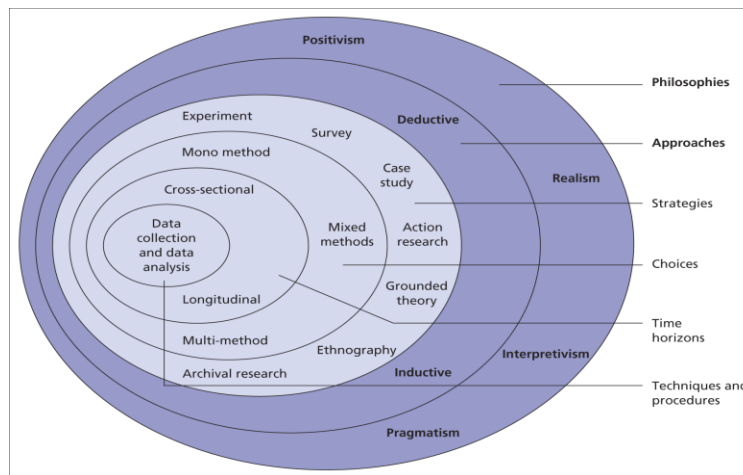 Positivism
Philosophies
Experiment
Survey
Deductive
Approaches
Mono method
Case
study
Realism
Cross-sectional
Strategies
Data
collection
and data
analysis
Mixed
methods
Action
research
Choices
Longitudinal
Grounded
theory
Time
horizons
Multi-method
Ethnography
Interpretivism
Archival research
Inductive
Techniques and
procedures
Pragmatism